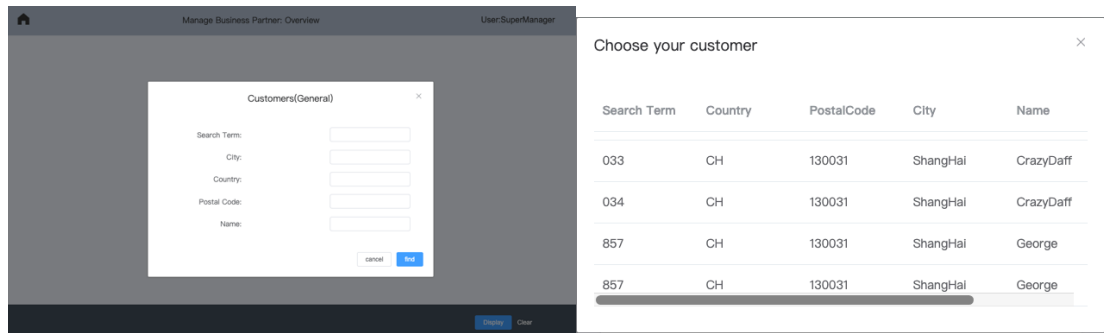 Manage Business Partner: Overview User:SuperManager
Customers(General) ×
Search Term:
City:
Country:
Postal Code:
Name:
cancel find
Display Clear
Choose your customer ×
Search Term Country PostalCode City Name
033 CH 130031 ShangHai CrazyDaff
034 CH 130031 ShangHai CrazyDaff
857 CH 130031 ShangHai George
857 CH 130031 ShangHai George